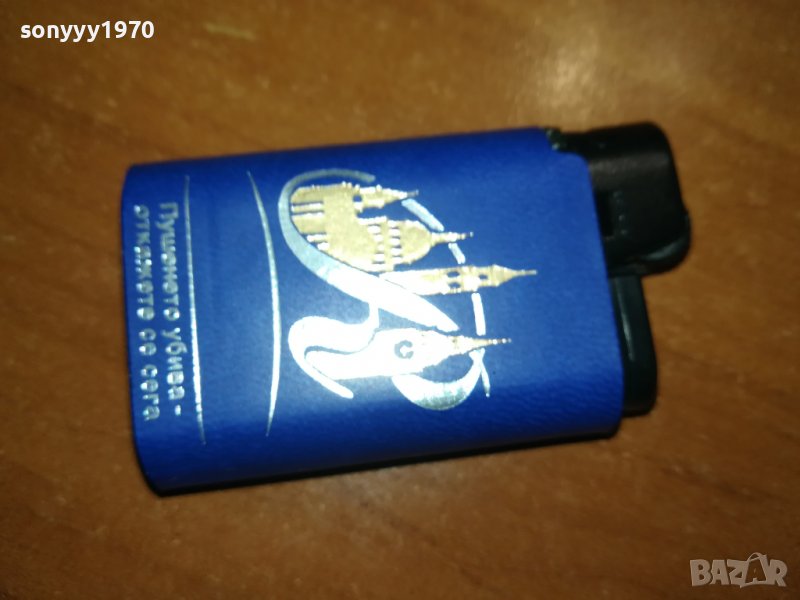 sonyyy1970
Пушенето убива -
откажете се сега
BAZAR